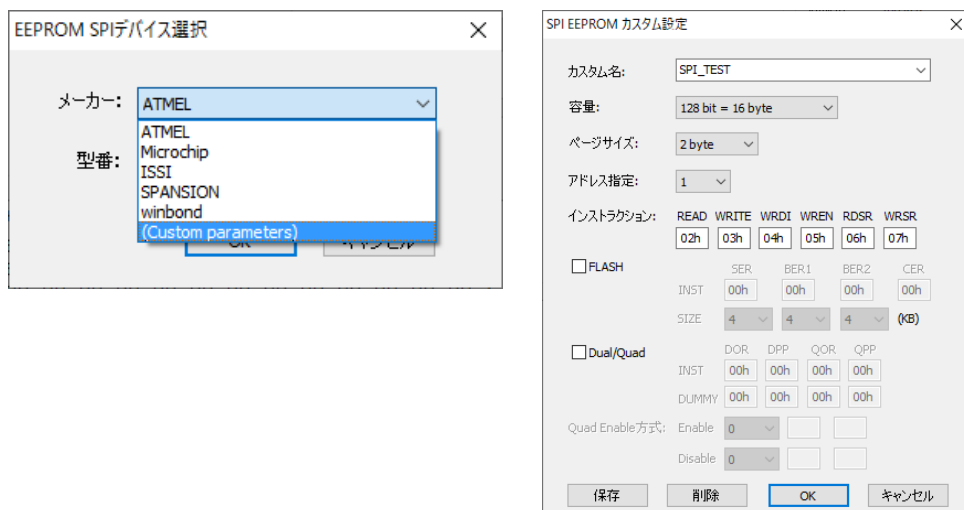 EEPROM SPIデバイス選択
メーカー: ATMEL
ATMEL
Microchip
ISSI
SPANSION
winbond
(Custom parameters)
型番:
OK キャンセル
SPI EEPROM カスタム設定
カスタム名: SPI_TEST
容量: 128 bit = 16 byte
ページサイズ: 2 byte
アドレス指定: 1
インストラクション: READ WRITE WRDI WREN RDSR WRSR
02h 03h 04h 05h 06h 07h
FLASH SER BER1 BER2 CER
INST 00h 00h 00h 00h
SIZE 4 4 4 (KB)
Dual/Quad DOR DPP QOR QPP
INST 00h 00h 00h 00h
DUMMY 00h 00h 00h 00h
Quad Enable方式: Enable 0
Disable 0
保存 削除 OK キャンセル